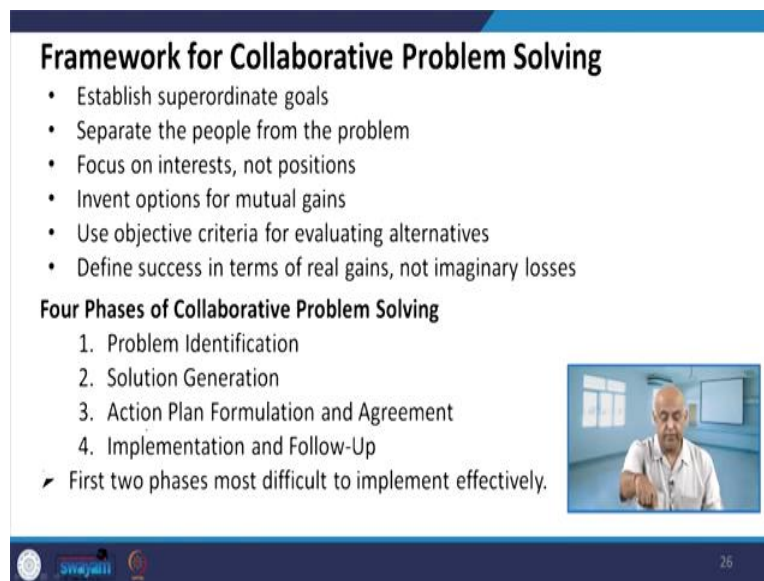 Framework for Collaborative Problem Solving
• Establish superordinate goals
• Separate the people from the problem
• Focus on interests, not positions
• Invent options for mutual gains
• Use objective criteria for evaluating alternatives
• Define success in terms of real gains, not imaginary losses
Four Phases of Collaborative Problem Solving
1. Problem Identification
2. Solution Generation
3. Action Plan Formulation and Agreement
4. Implementation and Follow-Up
➤ First two phases most difficult to implement effectively.
swayam
26